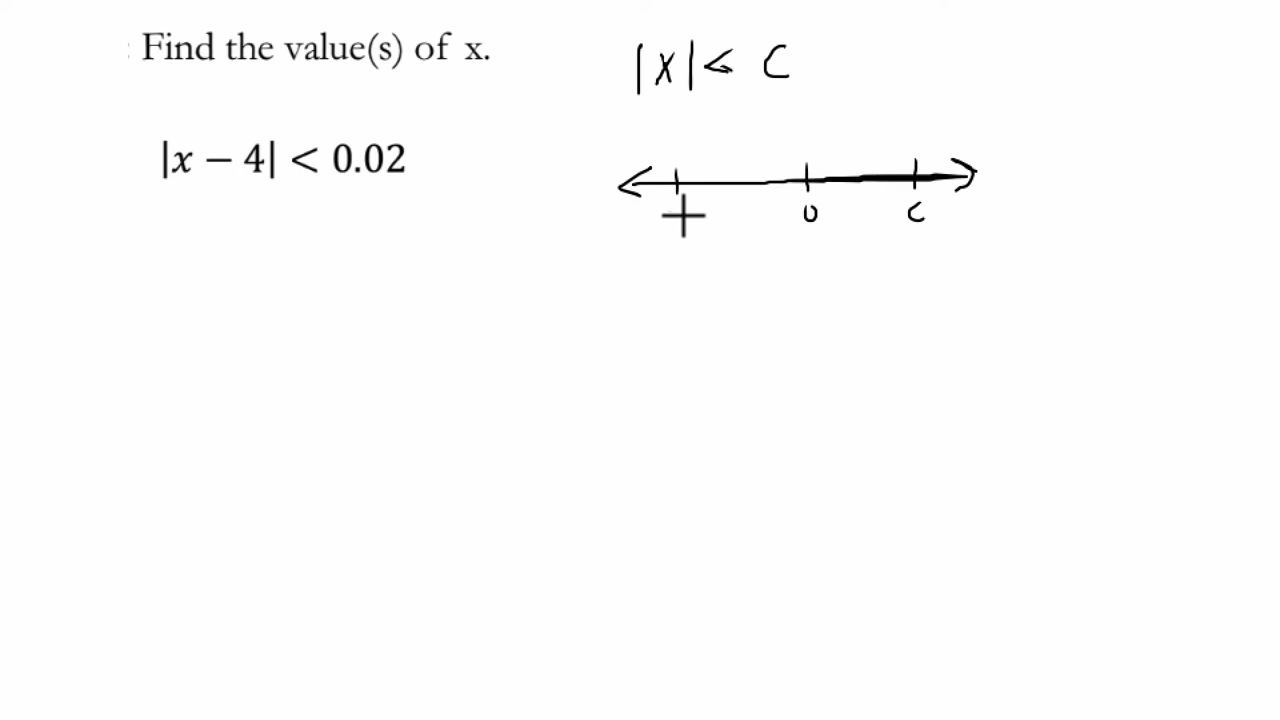 Find the value(s) of x.
|x| < C
|x − 4| < 0.02
0 c